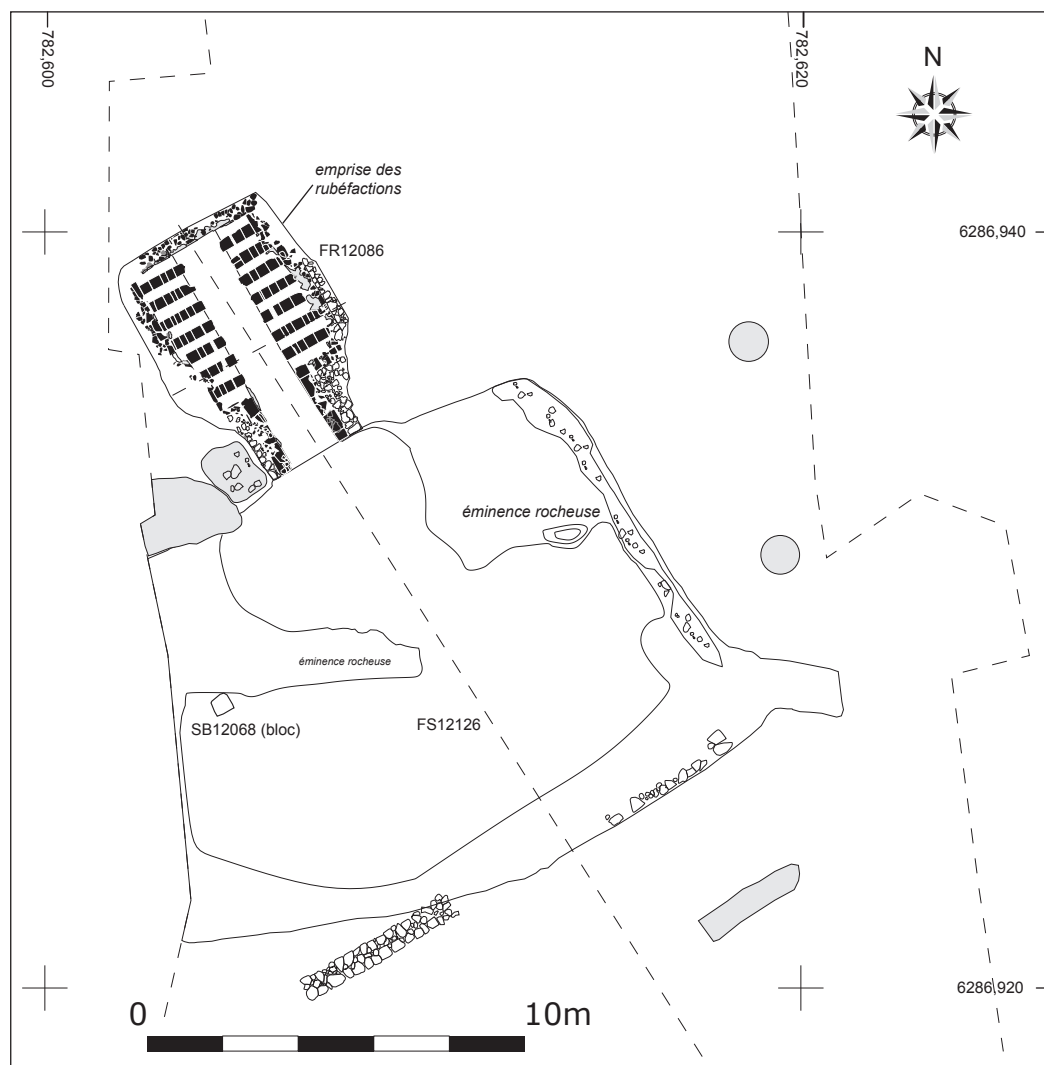 782,600
782,620
N
emprise des
rubéfactions
FR12086
6286,940
éminence rocheuse
éminence rocheuse
SB12068 (bloc)
FS12126
6286,920
0
10m